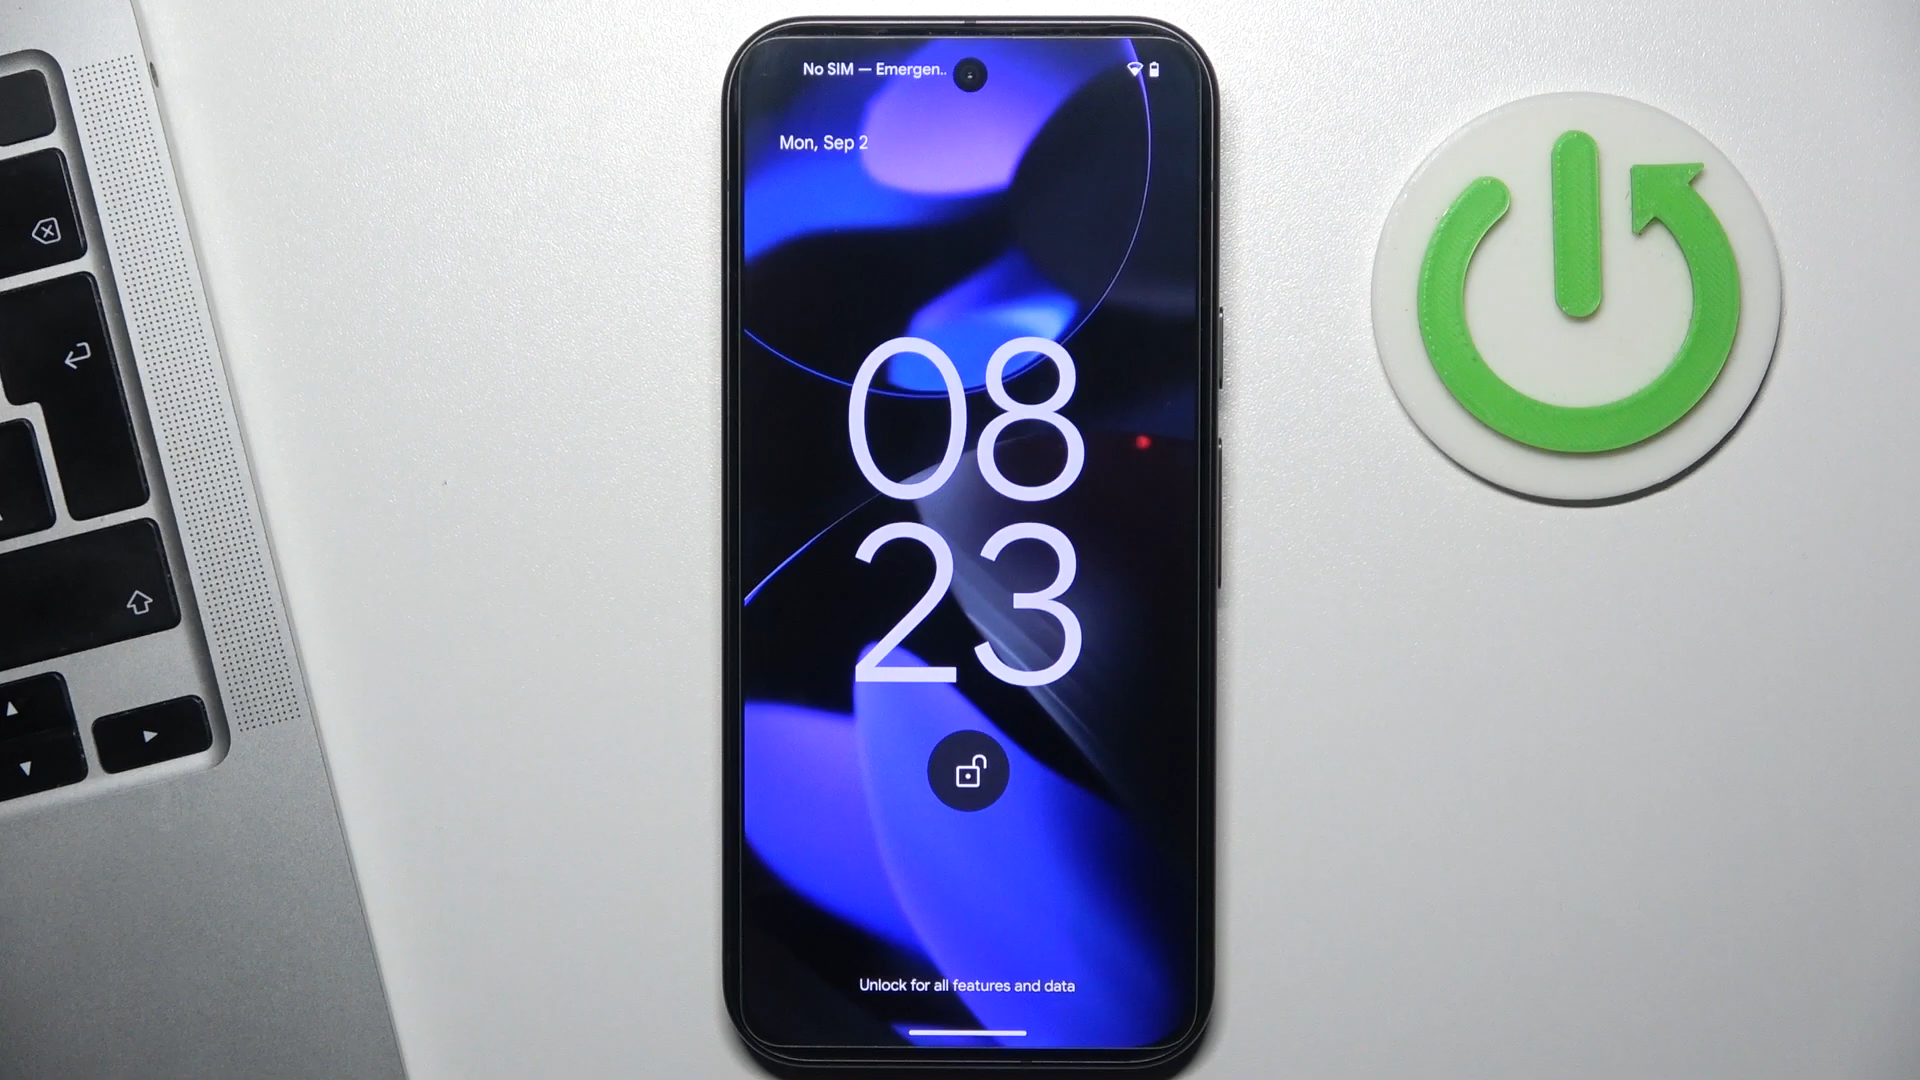 No SIM — Emergen..
Mon, Sep 2
08
23
Unlock for all features and data